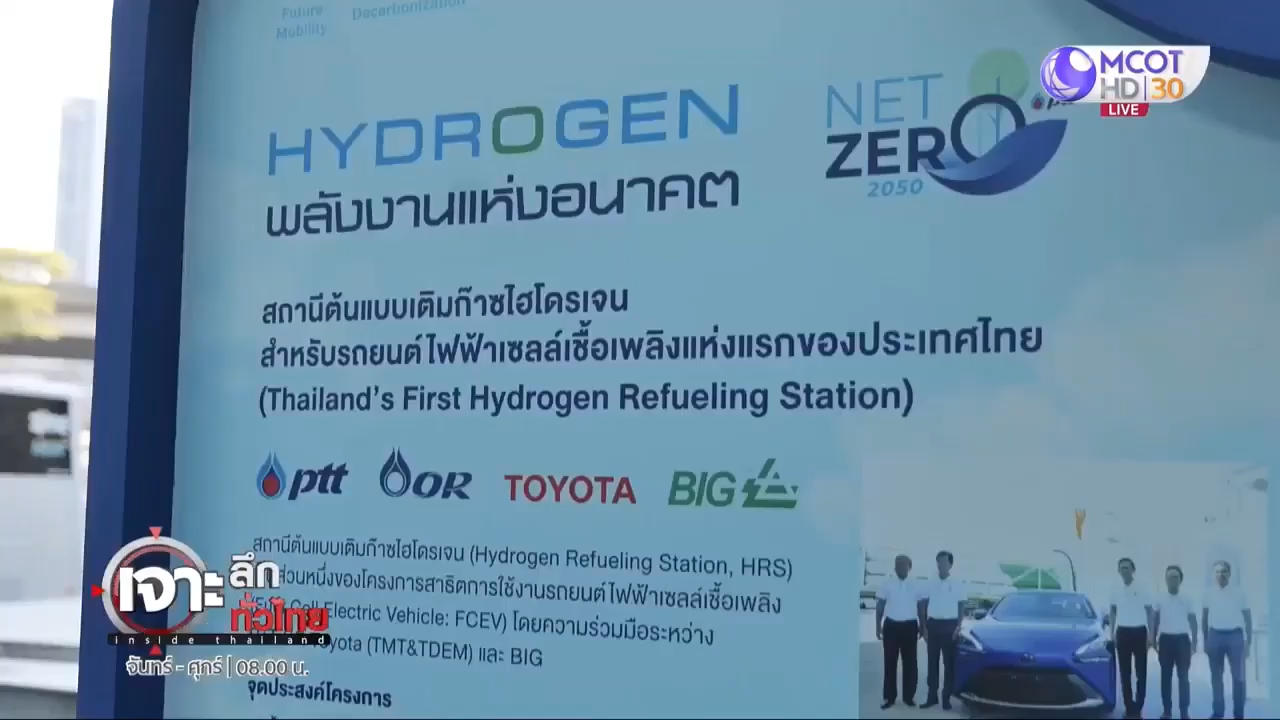 Future
Mobility
Decarbonization
MCOT
HD 30
LIVE
HYDROGEN
พลังงานแห่งอนาคต
NET
ZERO
2050
สถานีต้นแบบเติมก๊าซไฮโดรเจน
สำหรับรถยนต์ไฟฟ้าเซลล์เชื้อเพลิงแห่งแรกของประเทศไทย
(Thailand's First Hydrogen Refueling Station)
ptt OR TOYOTA BIG
สถานีต้นแบบเติมก๊าซไฮโดรเจน (Hydrogen Refueling Station, HRS)
ส่วนหนึ่งของโครงการสาธิตการใช้งานรถยนต์ไฟฟ้าเซลล์เชื้อเพลิง
Cell Electric Vehicle: FCEV) โดยความร่วมมือระหว่าง
(TMT&TDEM) และ BIG
จุดประสงค์โครงการ
เจาะลึก
ทั่วไทย
inside thailand
จันทร์ - ศุกร์ | 08.00 น.